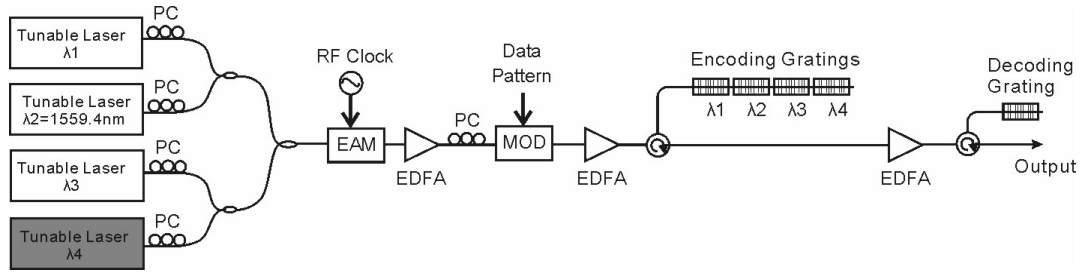 PC
Tunable Laser
λ1
PC
Tunable Laser
λ2=1559.4nm
PC
Tunable Laser
λ3
PC
Tunable Laser
λ4
RF Clock
EAM
EDFA
PC
Data
Pattern
MOD
EDFA
Encoding Gratings
λ1 λ2 λ3 λ4
EDFA
Decoding
Grating
Output